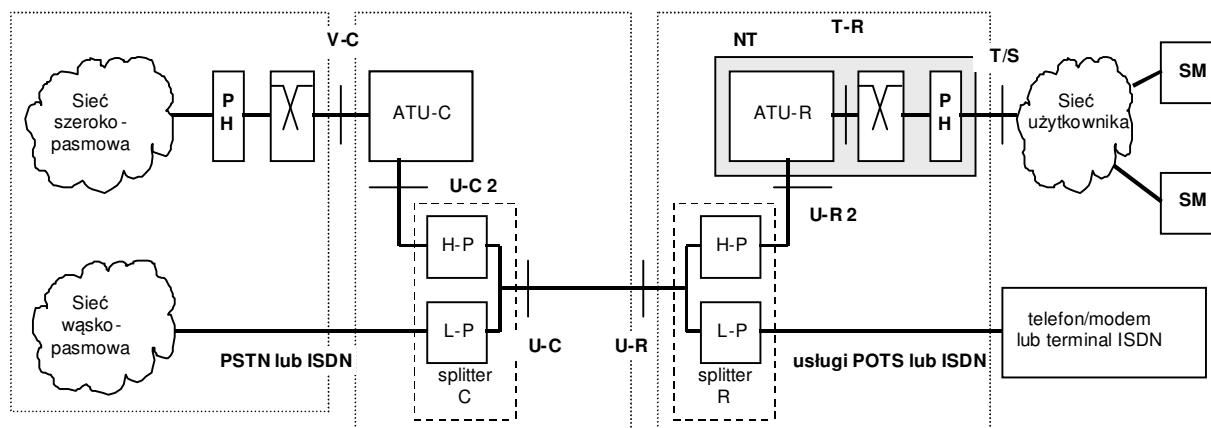 V-C
NT
T-R
T/S
Sieć
szeroko-
pasmowa
P
H
ATU-C
ATU-R
P
H
Sieć
użytkownika
SM
SM
U-C 2
U-R 2
H-P
H-P
Sieć
wąsko-
pasmowa
L-P
L-P
telefon/modem
lub terminal ISDN
PSTN lub ISDN
U-C
U-R
usługi POTS lub ISDN
splitter
C
splitter
R